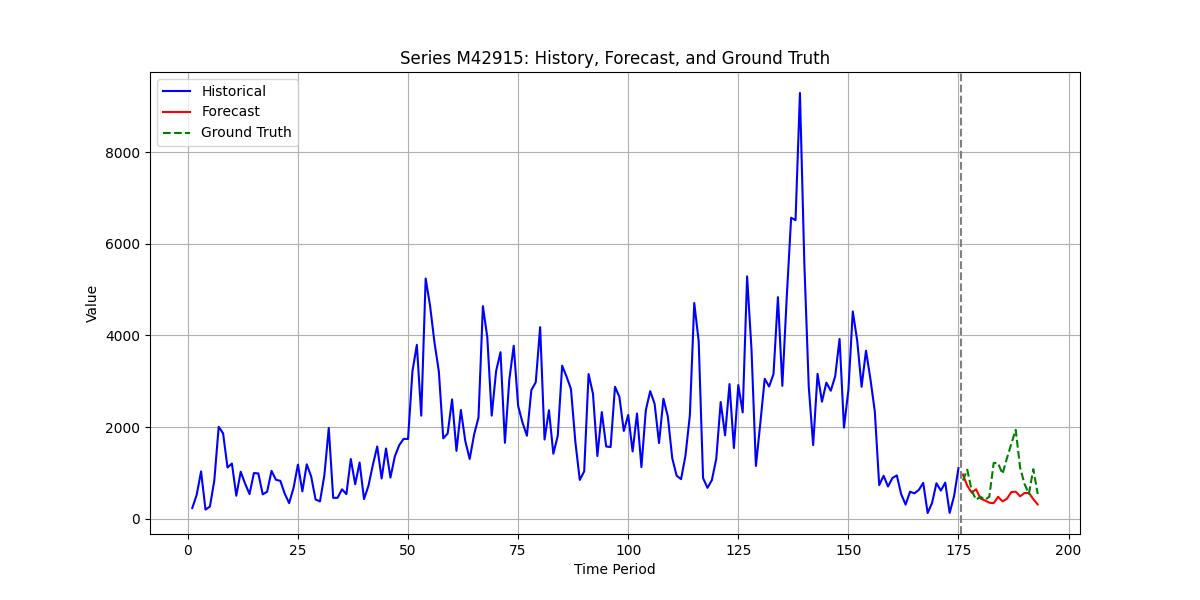 Series M42915: History, Forecast, and Ground Truth
Historical
Forecast
Ground Truth
8000
6000
4000
2000
0
Value
0 25 50 75 100 125 150 175 200
Time Period